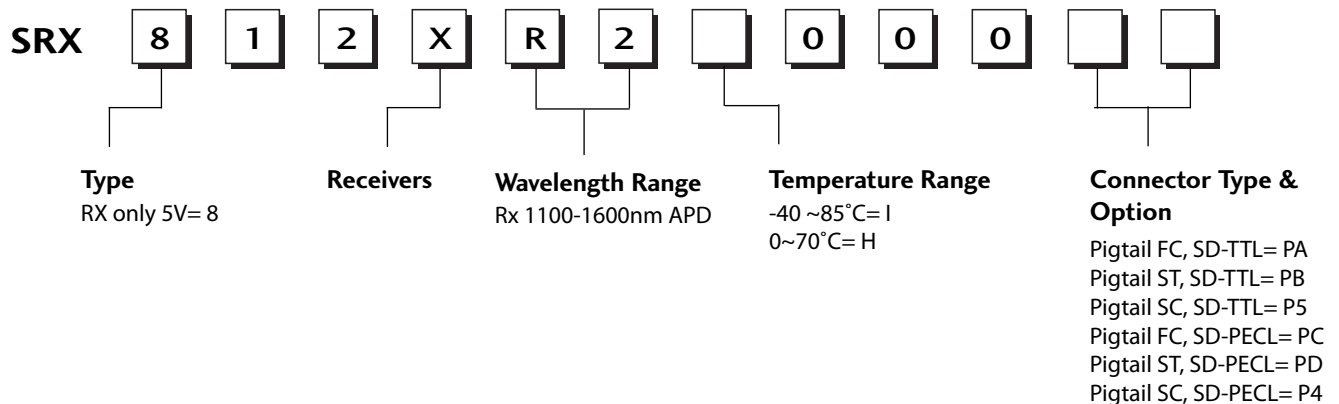 SRX 8 1 2 X R 2 0 0 0
Type
RX only 5V= 8
Receivers
Wavelength Range
Rx 1100-1600nm APD
Temperature Range
-40 ~85˚C= I
0~70˚C= H
Connector Type &
Option
Pigtail FC, SD-TTL= PA
Pigtail ST, SD-TTL= PB
Pigtail SC, SD-TTL= P5
Pigtail FC, SD-PECL= PC
Pigtail ST, SD-PECL= PD
Pigtail SC, SD-PECL= P4